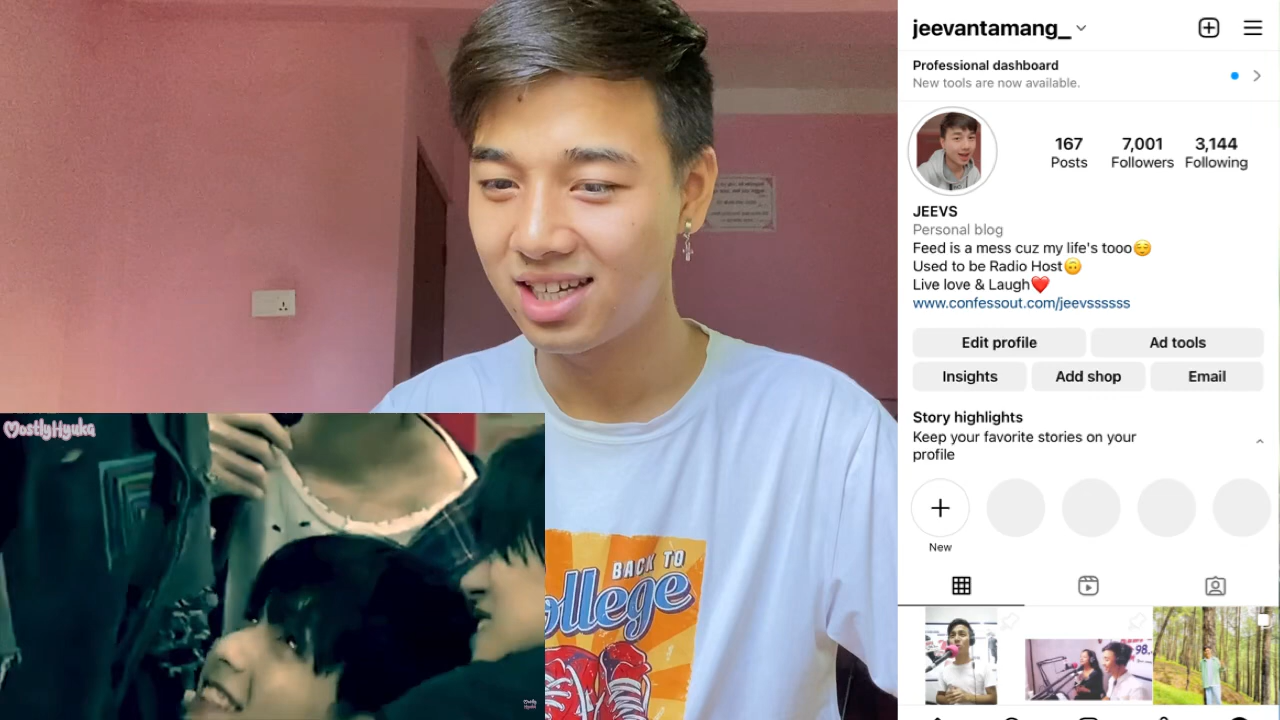 jeevantamang_
Professional dashboard
New tools are now available.
167
Posts
7,001
Followers
3,144
Following
JEEVS
Personal blog
Feed is a mess cuz my life's tooo😌
Used to be Radio Host🙃
Live love & Laugh❤️
www.confessout.com/jeevssssss
Edit profile
Ad tools
Insights
Add shop
Email
Story highlights
Keep your favorite stories on your
profile
New
MostlyHyuka
BACK TO
ollege
98.